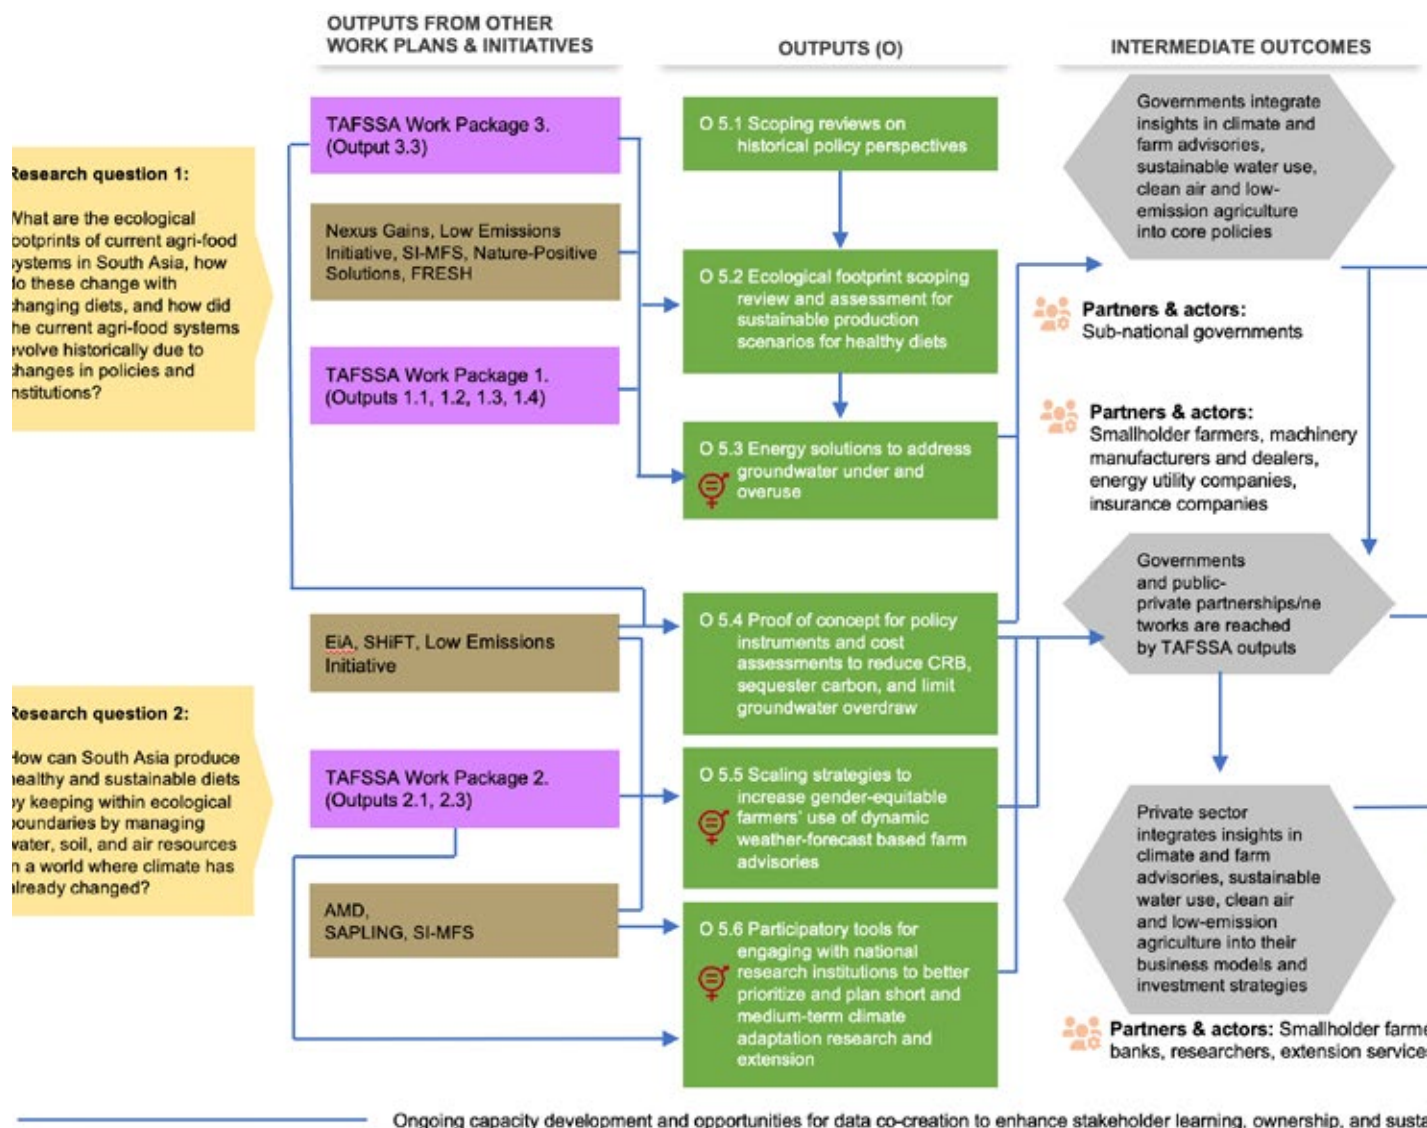 OUTPUTS FROM OTHER
WORK PLANS & INITIATIVES
OUTPUTS (O)
INTERMEDIATE OUTCOMES
Research question 1:
What are the ecological
footprints of current agri-food
systems in South Asia, how
do these change with
changing diets, and how did
the current agri-food systems
evolve historically due to
changes in policies and
institutions?
Research question 2:
How can South Asia produce
healthy and sustainable diets
by keeping within ecological
boundaries by managing
water, soil, and air resources
in a world where climate has
already changed?
TAFSSA Work Package 3.
(Output 3.3)
Nexus Gains, Low Emissions
Initiative, SI-MFS, Nature-Positive
Solutions, FRESH
TAFSSA Work Package 1.
(Outputs 1.1, 1.2, 1.3, 1.4)
EiA, SHiFT, Low Emissions
Initiative
TAFSSA Work Package 2.
(Outputs 2.1, 2.3)
AMD,
SAPLING, SI-MFS
O 5.1 Scoping reviews on
historical policy perspectives
O 5.2 Ecological footprint scoping
review and assessment for
sustainable production
scenarios for healthy diets
O 5.3 Energy solutions to address
groundwater under and
overuse
O 5.4 Proof of concept for policy
instruments and cost
assessments to reduce CRB,
sequester carbon, and limit
groundwater overdraw
O 5.5 Scaling strategies to
increase gender-equitable
farmers' use of dynamic
weather-forecast based farm
advisories
O 5.6 Participatory tools for
engaging with national
research institutions to better
prioritize and plan short and
medium-term climate
adaptation research and
extension
Governments integrate
insights in climate and
farm advisories,
sustainable water use,
clean air and low-
emission agriculture
into core policies
Partners & actors:
Sub-national governments
Partners & actors:
Smallholder farmers, machinery
manufacturers and dealers,
energy utility companies,
insurance companies
Governments
and public-
private partnerships/ne
tworks are reached
by TAFSSA outputs
Private sector
integrates insights in
climate and farm
advisories, sustainable
water use, clean air
and low-emission
agriculture into their
business models and
investment strategies
Partners & actors: Smallholder farme
banks, researchers, extension services
Ongoing capacity development and opportunities for data co-creation to enhance stakeholder learning, ownership, and susta